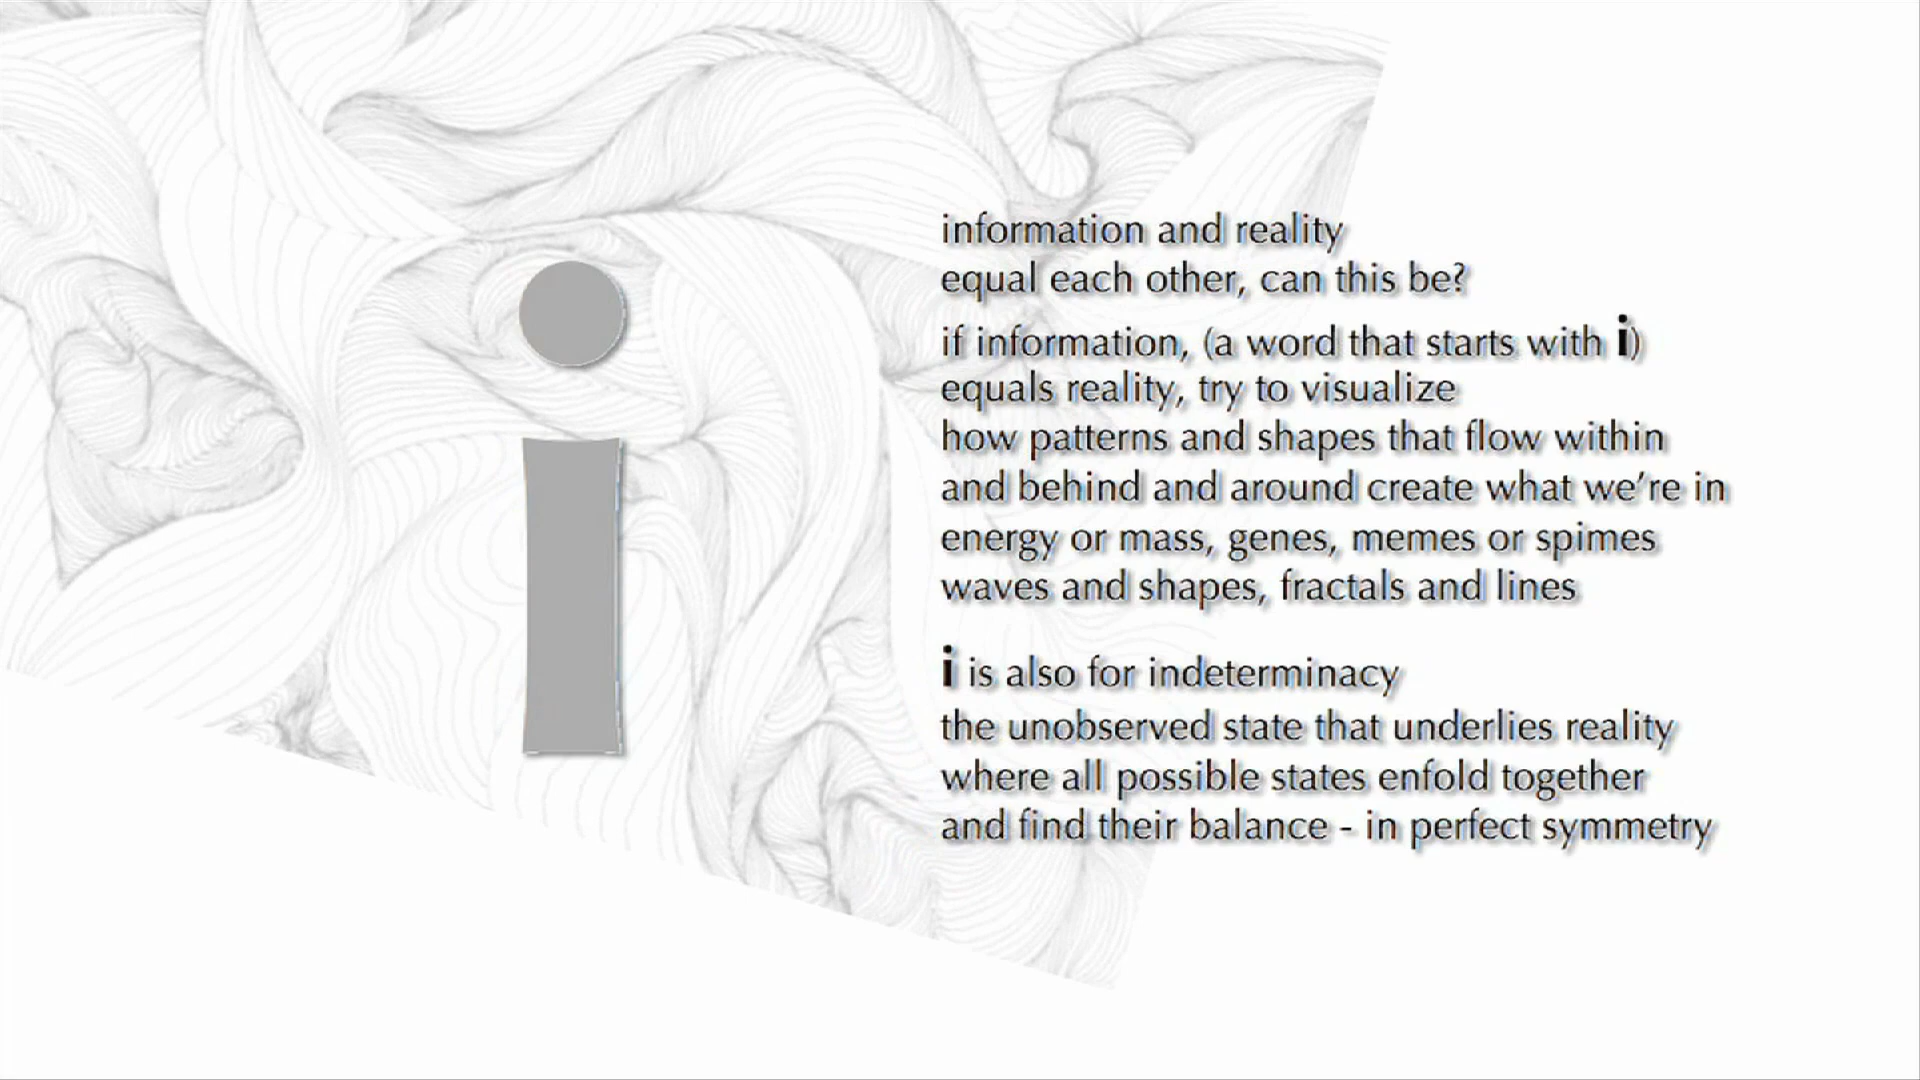 i
information and reality
equal each other, can this be?
if information, (a word that starts with i)
equals reality, try to visualize
how patterns and shapes that flow within
and behind and around create what we’re in
energy or mass, genes, memes or spimes
waves and shapes, fractals and lines
i is also for indeterminacy
the unobserved state that underlies reality
where all possible states enfold together
and find their balance - in perfect symmetry